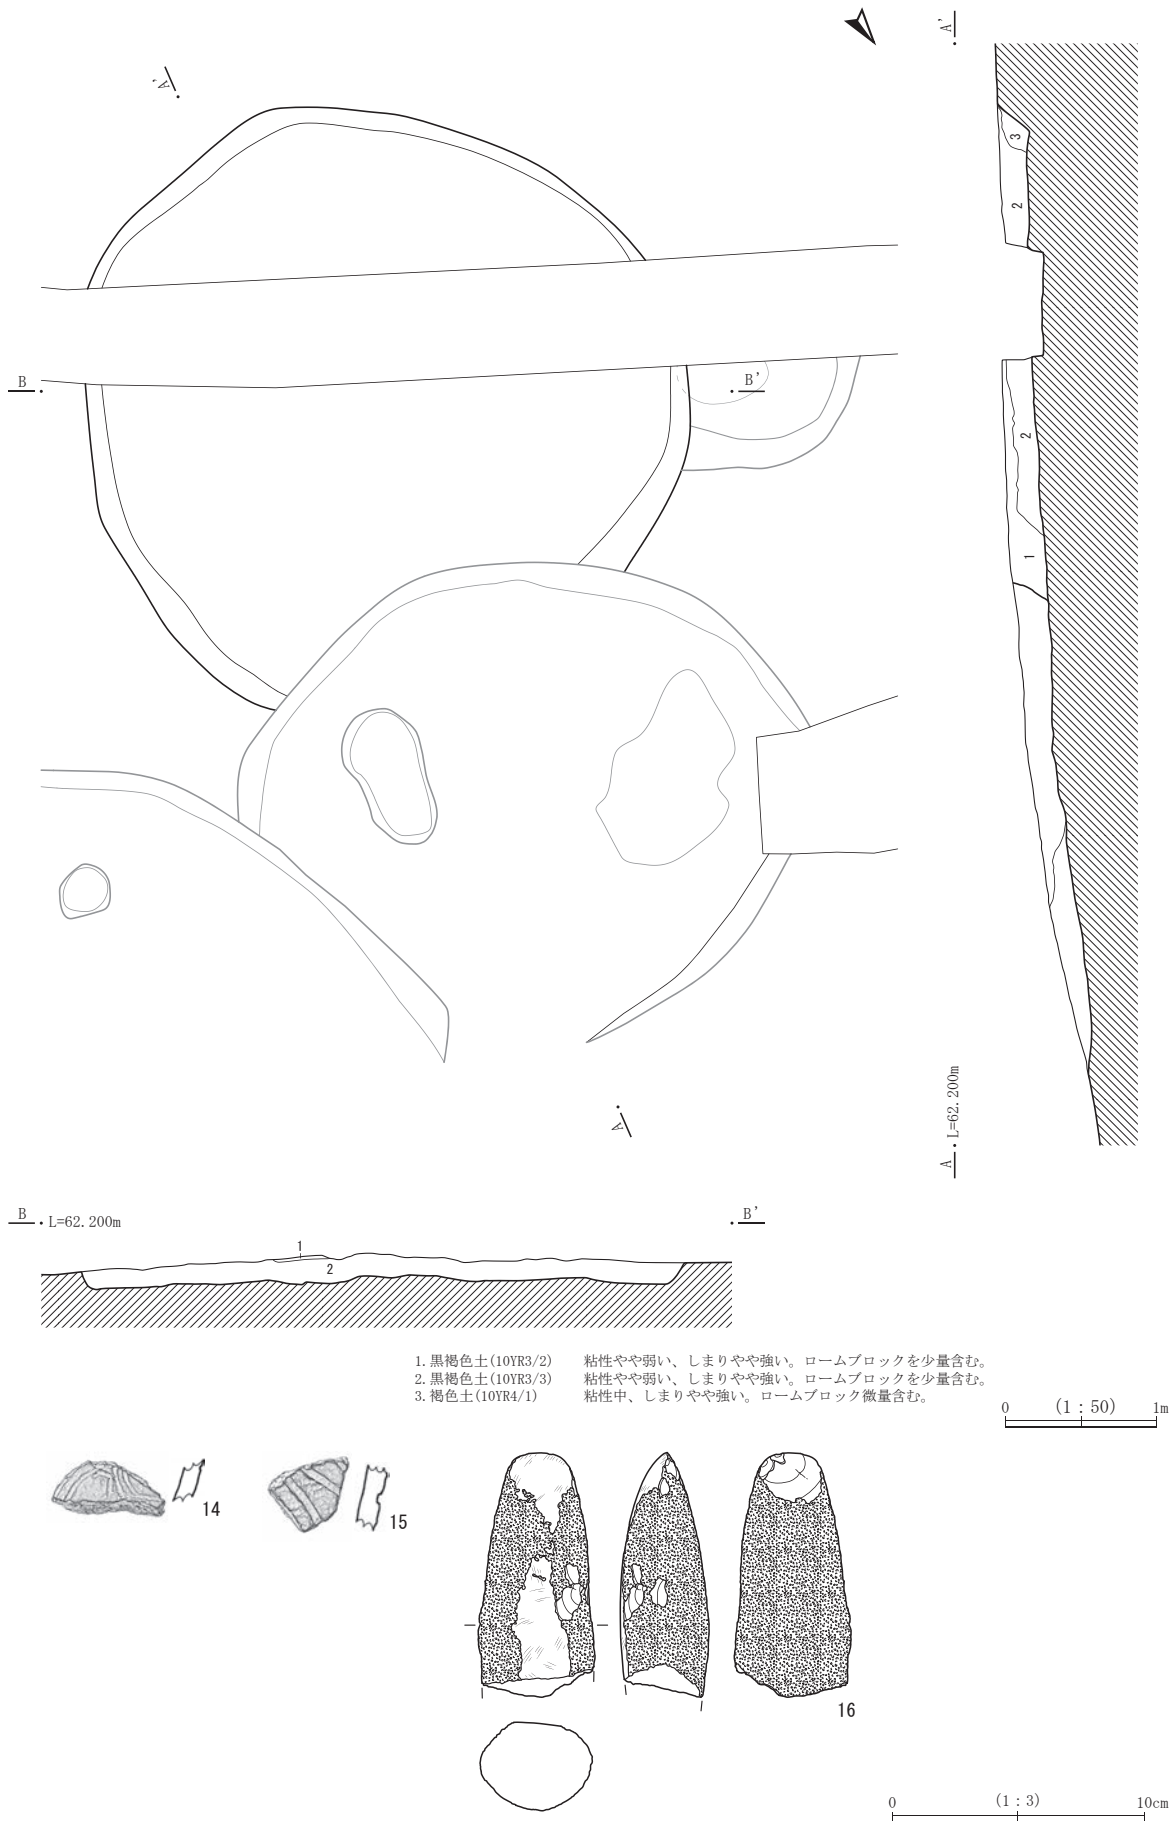 A'
A'
3
2
B
B'
2
1
A
A
L=62.200m
B
L=62.200m
B'
1
2
1.黒褐色土(10YR3/2) 粘性やや弱い、しまりやや強い。ロームブロックを少量含む。
2.黒褐色土(10YR3/3) 粘性やや弱い、しまりやや強い。ロームブロックを少量含む。
3.褐色土(10YR4/1) 粘性中、しまりやや強い。ロームブロック微量含む。
0 (1:50) 1m
14
15
16
0 (1:3) 10cm